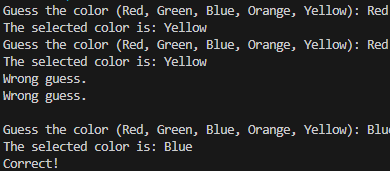 Guess the color (Red, Green, Blue, Orange, Yellow): Red
The selected color is: Yellow
Guess the color (Red, Green, Blue, Orange, Yellow): Red
The selected color is: Yellow
Wrong guess.
Wrong guess.
Guess the color (Red, Green, Blue, Orange, Yellow): Blue
The selected color is: Blue
Correct!